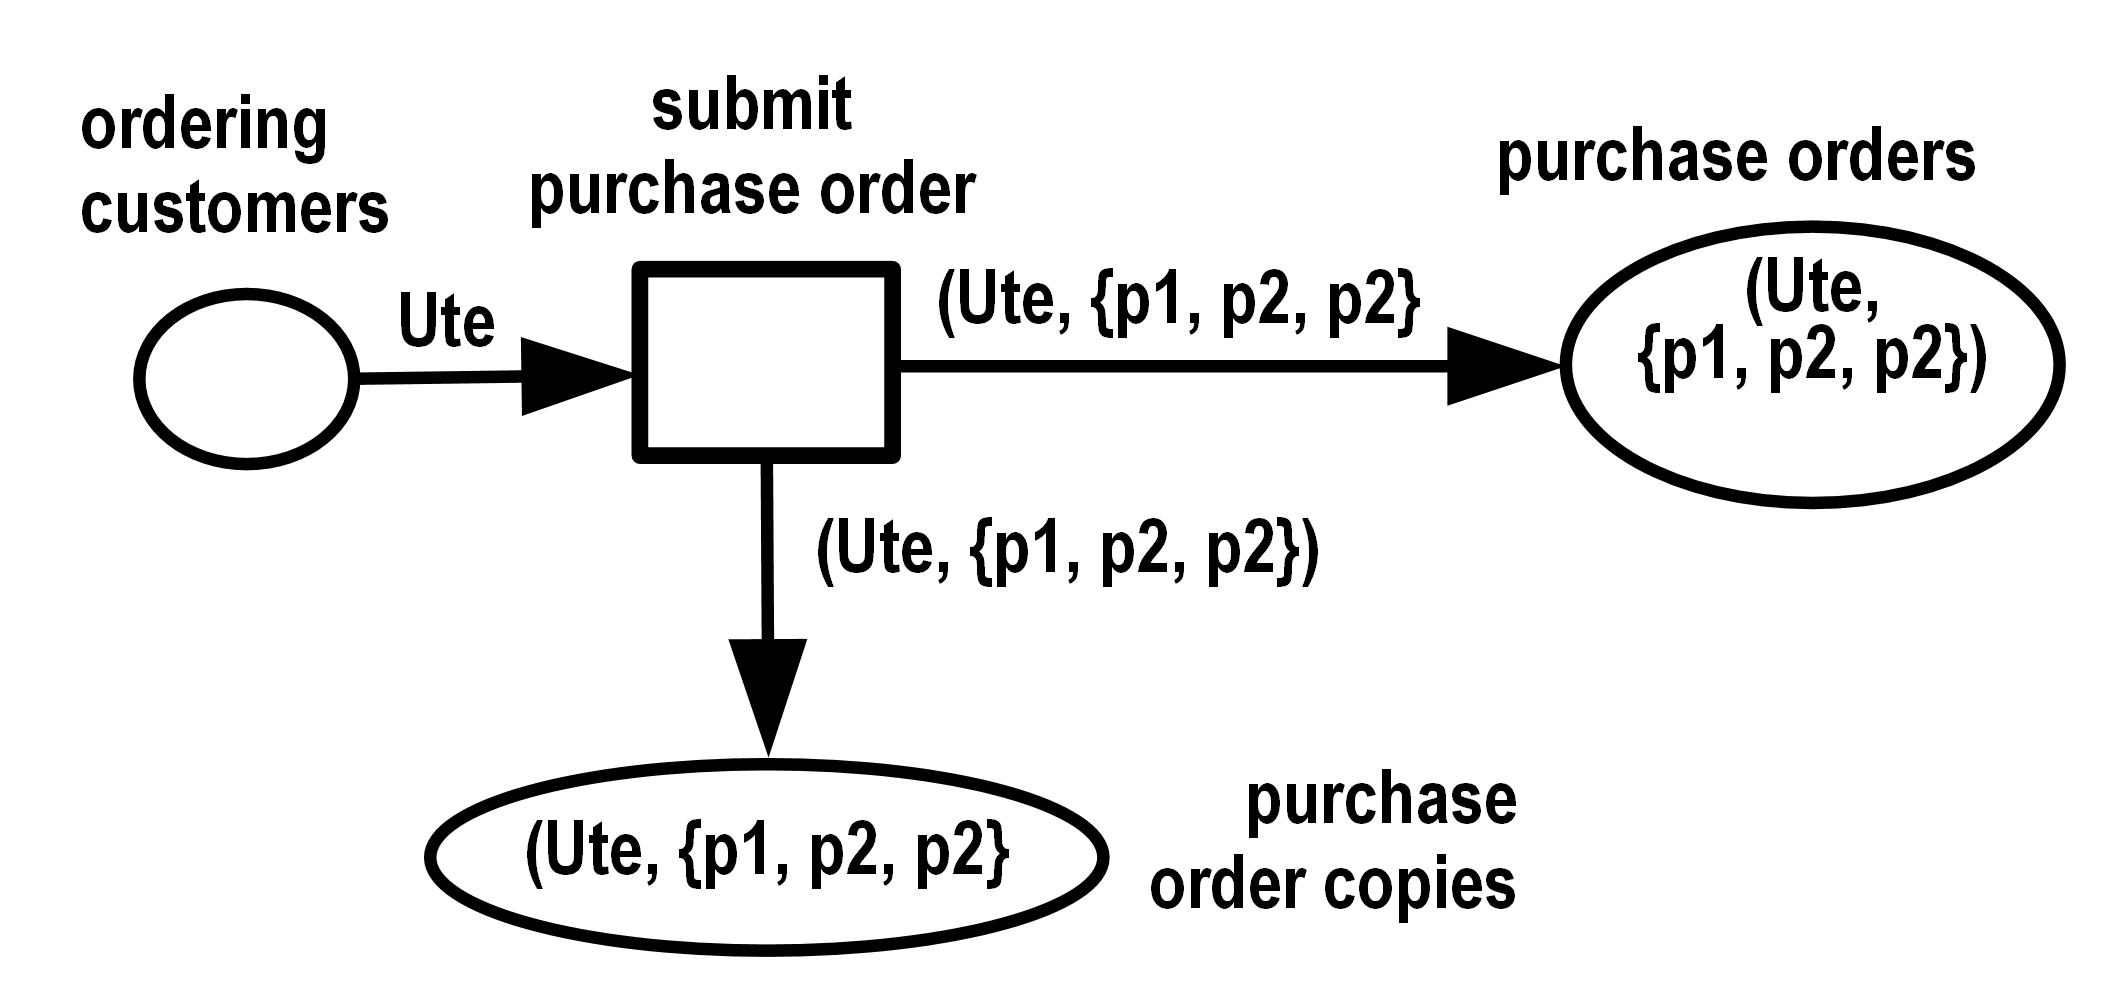 ordering
customers
submit
purchase order
purchase orders
Ute
(Ute, {p1, p2, p2}
(Ute,
{p1, p2, p2})
(Ute, {p1, p2, p2})
(Ute, {p1, p2, p2}
purchase
order copies